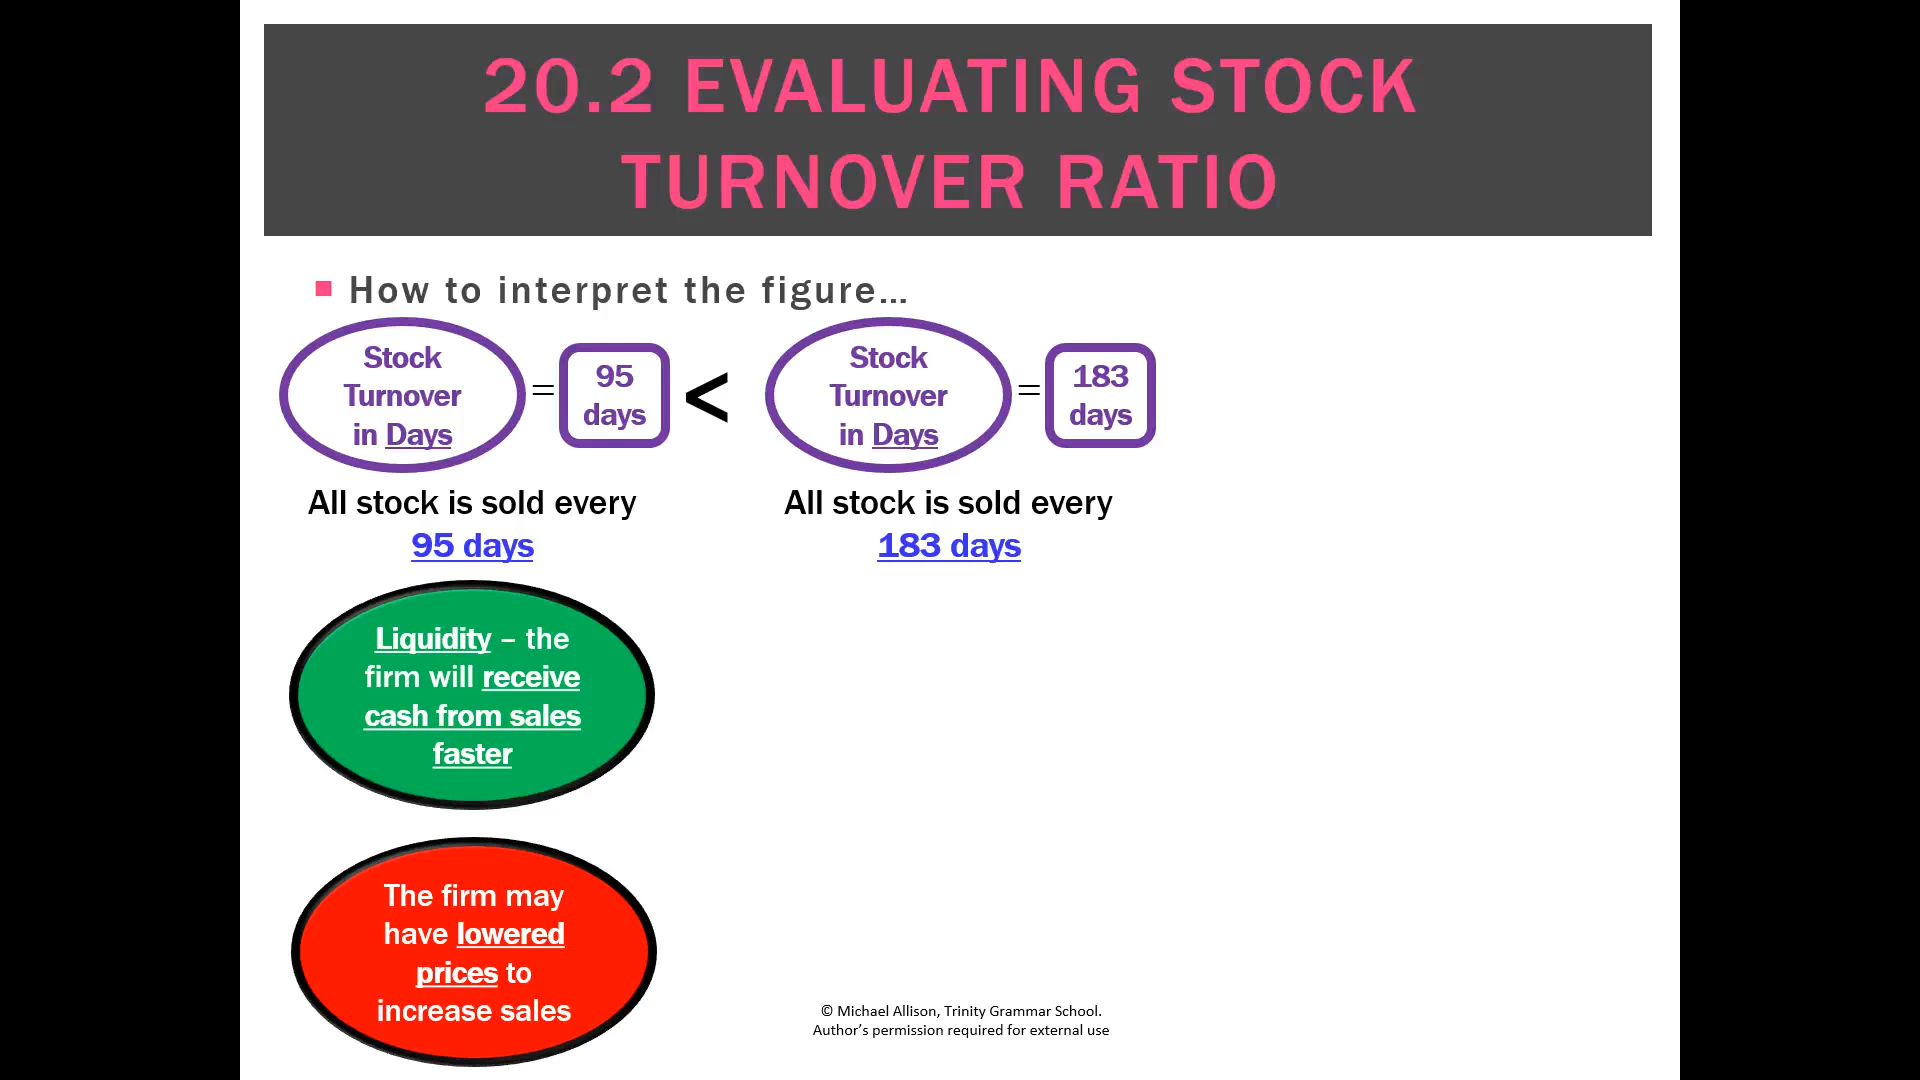 20.2 EVALUATING STOCK
TURNOVER RATIO
How to interpret the figure...
Stock
Turnover
in Days
=
95
days
<
Stock
Turnover
in Days
=
183
days
All stock is sold every
95 days
All stock is sold every
183 days
Liquidity – the
firm will receive
cash from sales
faster
The firm may
have lowered
prices to
increase sales
© Michael Allison, Trinity Grammar School.
Author’s permission required for external use